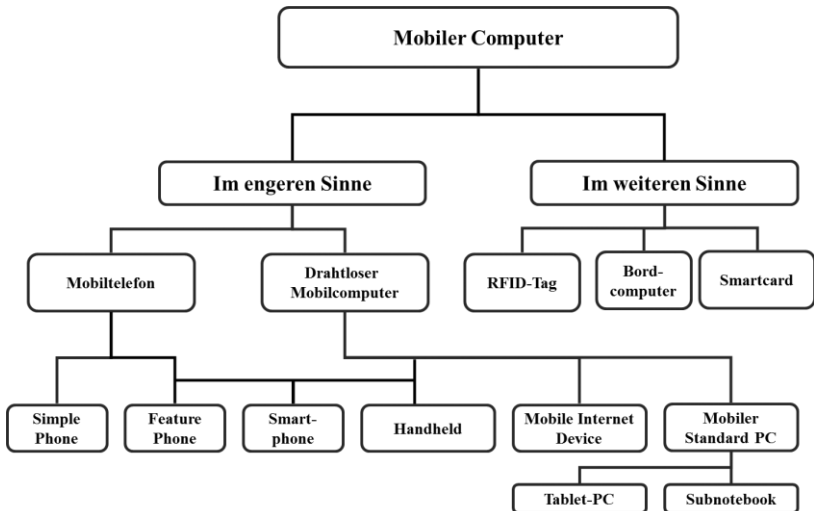 Mobiler Computer
Im engeren Sinne
Im weiteren Sinne
Mobiltelefon
Drahtloser
Mobilcomputer
RFID-Tag
Bord-
computer
Smartcard
Simple
Phone
Feature
Phone
Smart-
phone
Handheld
Mobile Internet
Device
Mobiler
Standard PC
Tablet-PC
Subnotebook